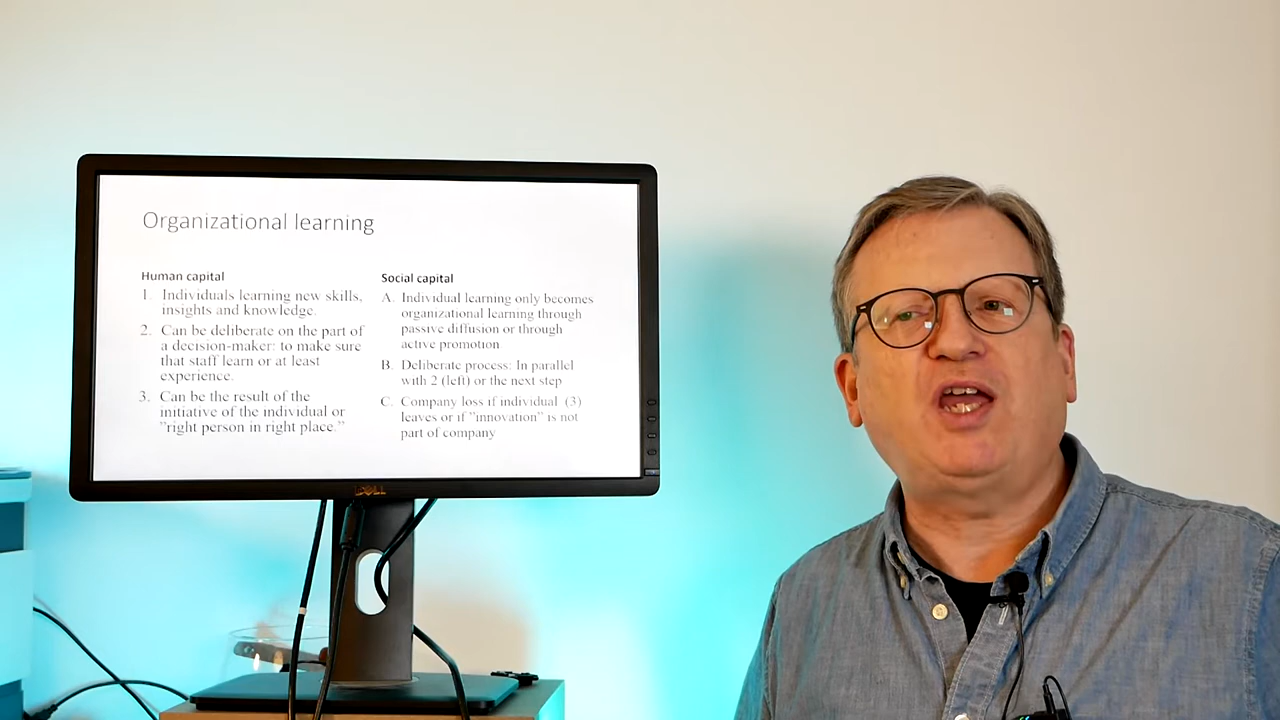 Organizational learning
Human capital
1. Individuals learning new skills,
insights and knowledge.
2. Can be deliberate on the part of
a decision-maker: to make sure
that staff learn or at least
experience.
3. Can be the result of the
initiative of the individual or
"right person in right place."
Social capital
A. Individual learning only becomes
organizational learning through
passive diffusion or through
active promotion
B. Deliberate process: In parallel
with 2 (left) or the next step
C. Company loss if individual (3)
leaves or if "innovation" is not
part of company
DELL